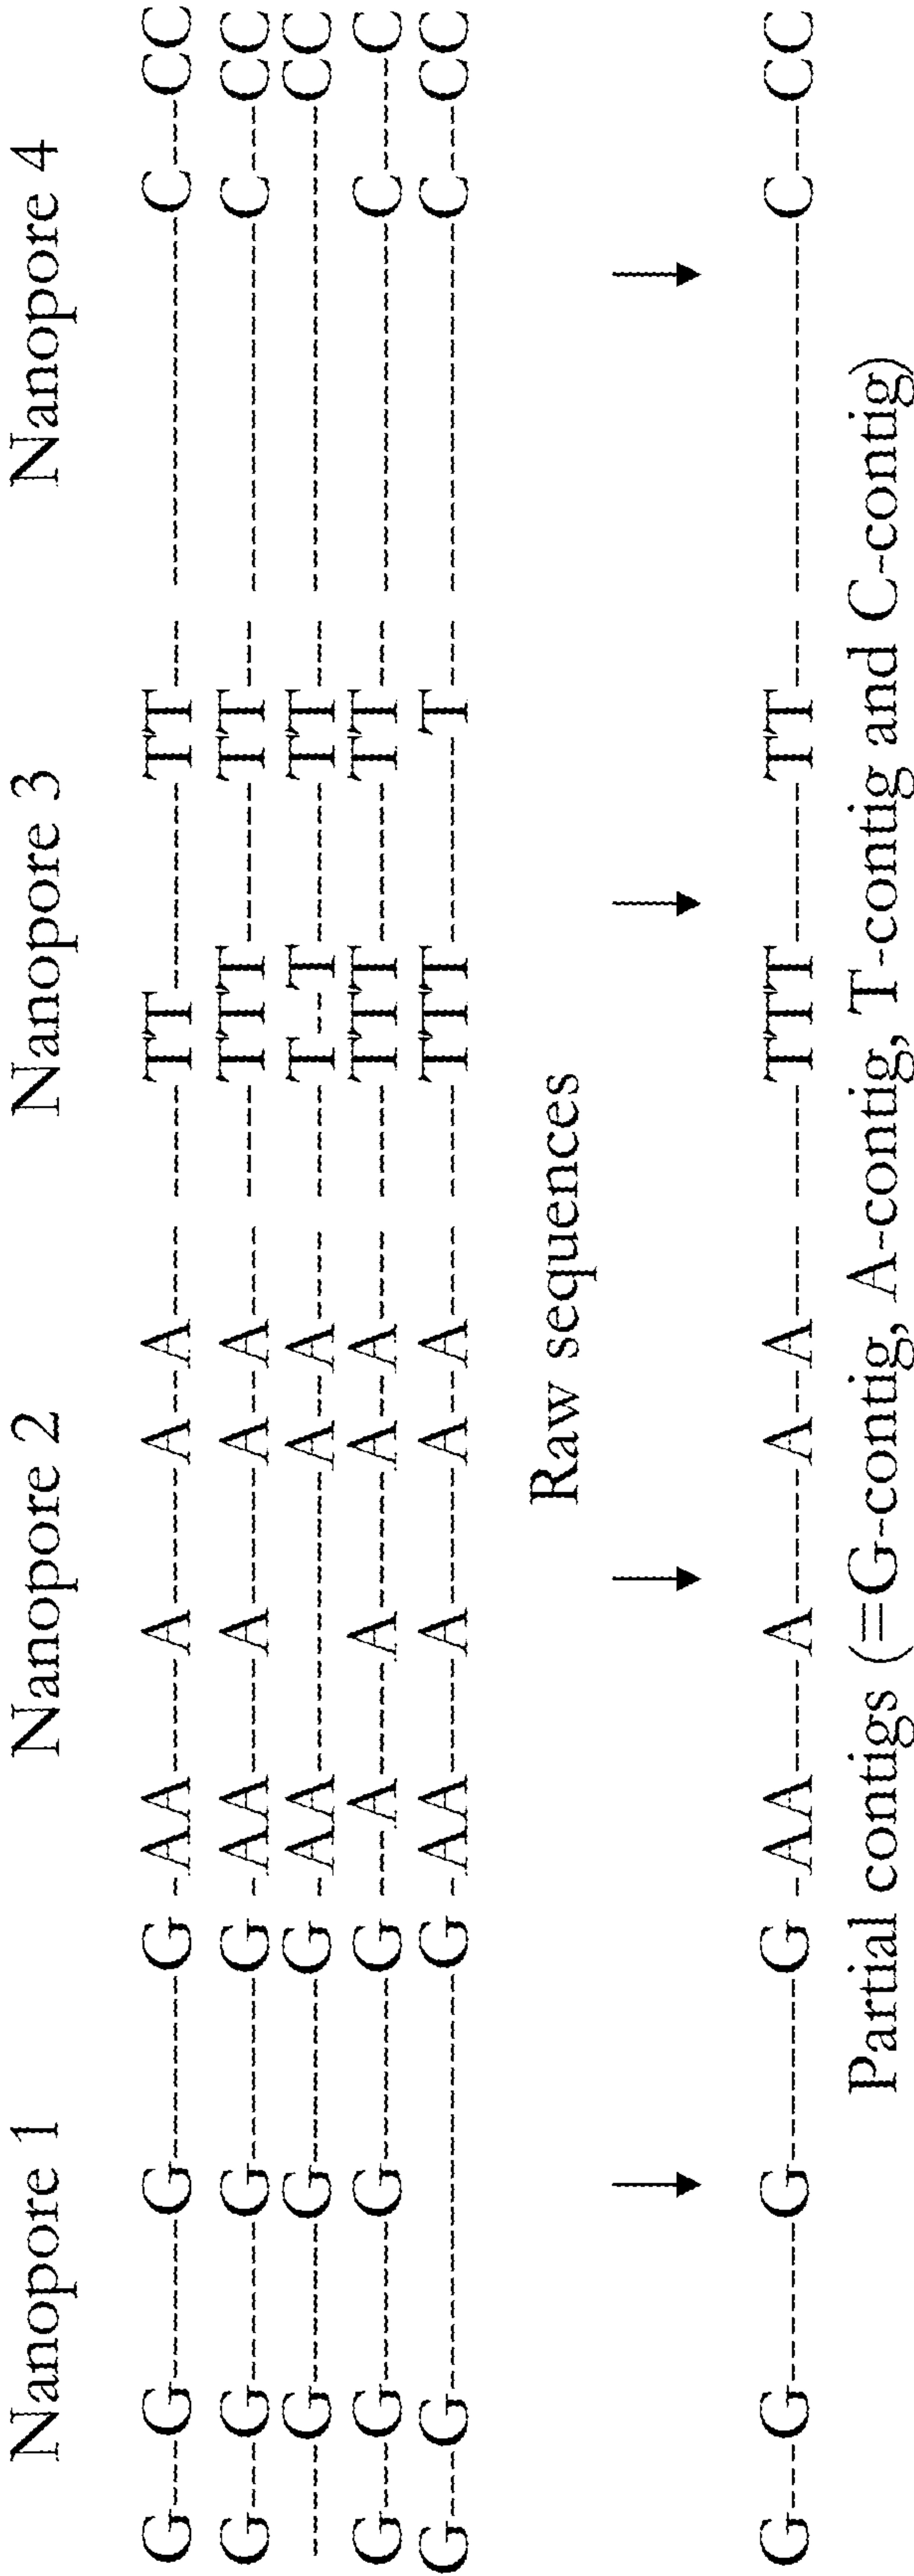 Nanopore 1 Nanopore 2 Nanopore 3 Nanopore 4
G---G---------G--------G -AA------A------A--A--- -----TT------TT--- ---------------C---CC
G---G---------G--------G -AA------A------A--A--- -----TTT-----TT--- ---------------C--CC
-----G--------G--------G -AA-------------A--A--- -----T--T-----TT--- --------------------CC
G---G---------G--------G ----A-----A------A--A--- -----TTT-----TT--- ---------------C----C
G---G------------------G -AA------A------A--A--- -----TTT-------T--- ---------------C--CC
Raw sequences
G---G---------G--------G -AA------A------A--A--- -----TTT-----TT--- ---------------C--CC
Partial contigs (=G-contig, A-contig, T-contig and C-contig)